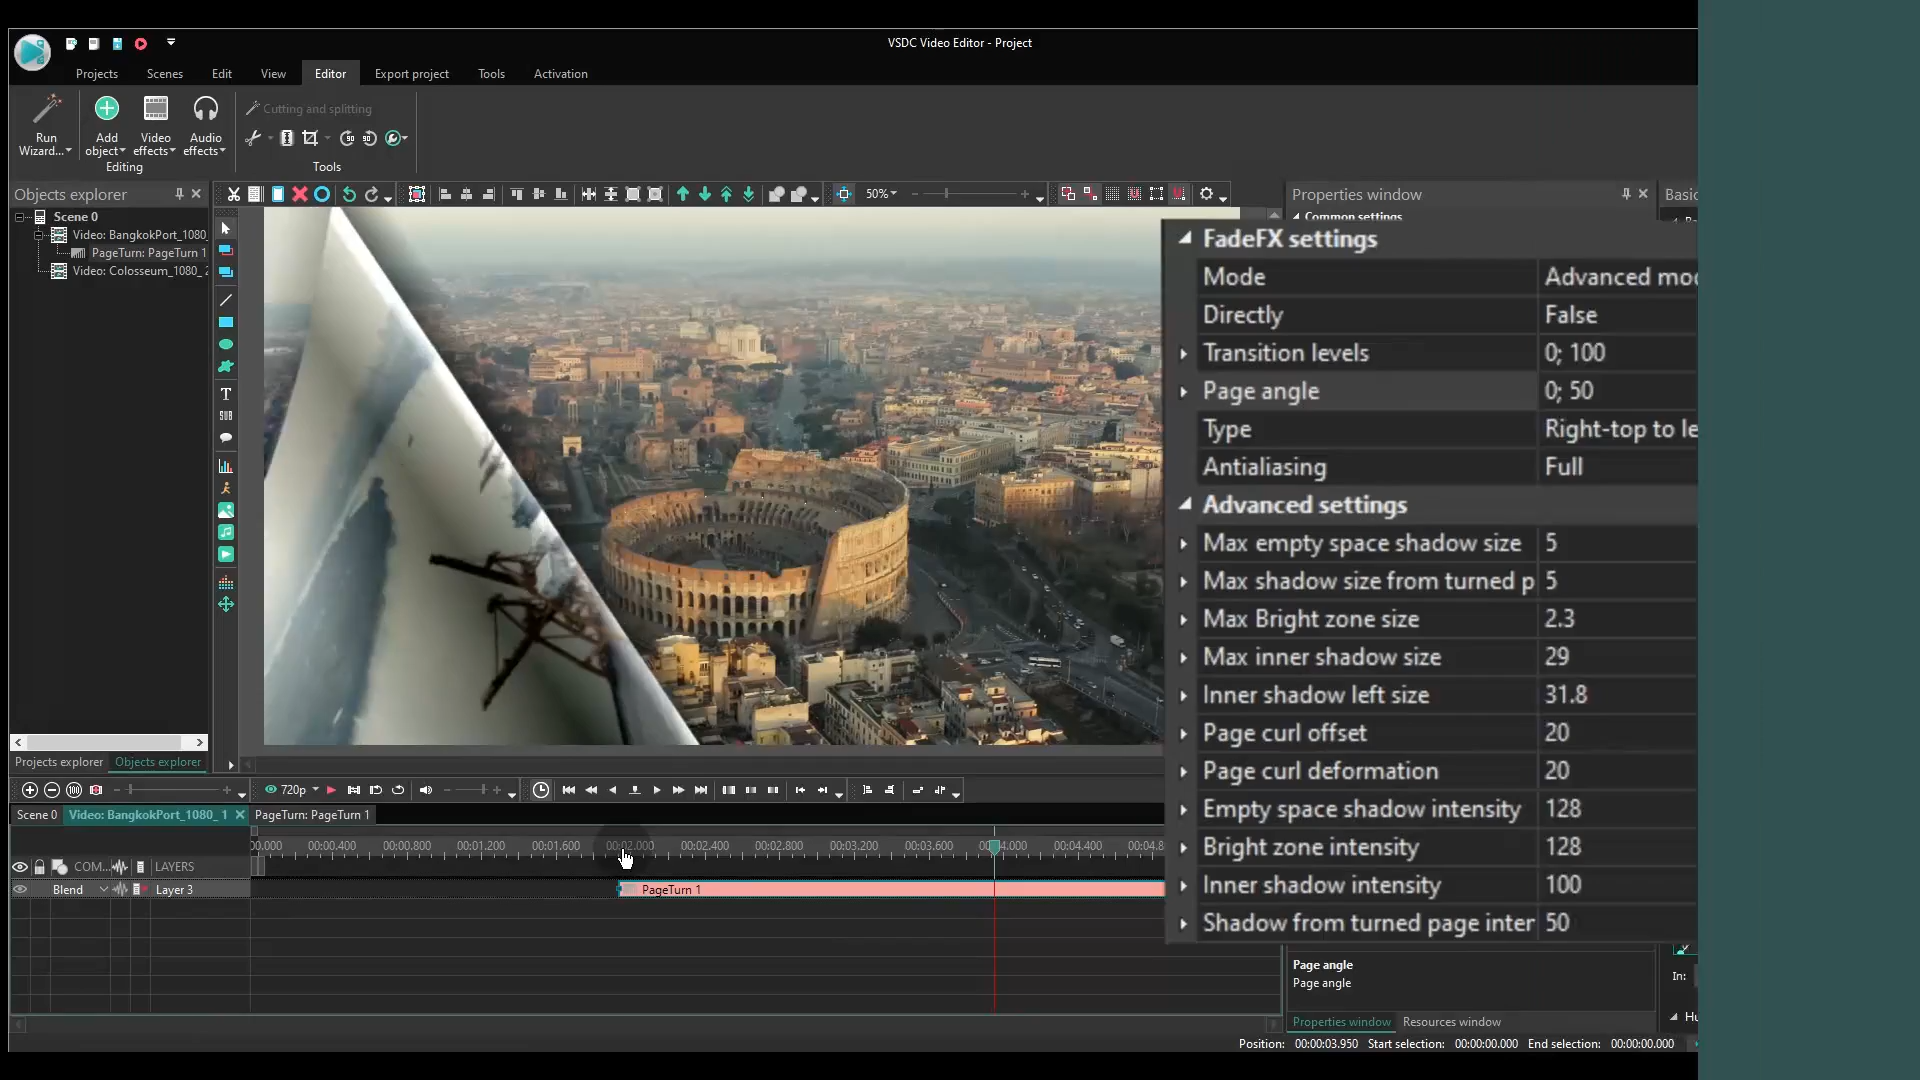 VSDC Video Editor - Project
Projects
Scenes
Edit
View
Editor
Export project
Tools
Activation
Run
Wizard...
Add
object
Video
effects
Audio
effects
Editing
Cutting and splitting
Tools
Objects explorer
50%
Properties window
Basic
Common settings
Scene 0
Video: BangkokPort_1080_
PageTurn: PageTurn 1
Video: Colosseum_1080_ 2
T
SUB
FadeFX settings
Mode
Advanced mo
Directly
False
Transition levels
0; 100
Page angle
0; 50
Type
Right-top to le
Antialiasing
Full
Advanced settings
Max empty space shadow size
5
Max shadow size from turned p
5
Max Bright zone size
2.3
Max inner shadow size
29
Inner shadow left size
31.8
Page curl offset
20
Page curl deformation
20
Empty space shadow intensity
128
Bright zone intensity
128
Inner shadow intensity
100
Shadow from turned page inter
50
Projects explorer
Objects explorer
720p
Scene 0
Video: BangkokPort_1080_ 1
PageTurn: PageTurn 1
00.000
00:00.400
00:00.800
00:01.200
00:01.600
00:02.000
00:02.400
00:02.800
00:03.200
00:03.600
4.000
00:04.400
00:04.8
COM...
LAYERS
Blend
Layer 3
PageTurn 1
Page angle
Page angle
In:
Properties window
Resources window
Hu
Position:
00:00:03.950
Start selection:
00:00:00.000
End selection:
00:00:00.000